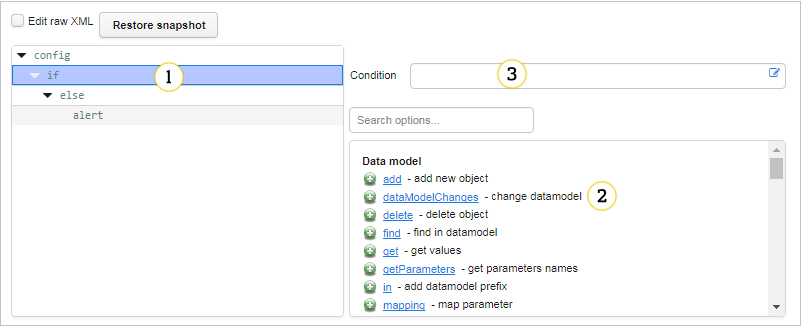 Edit raw XML Restore snapshot
config
if 1
else
alert
Condition 3
Search options...
Data model
add - add new object
dataModelChanges - change datamodel 2
delete - delete object
find - find in datamodel
get - get values
getParameters - get parameters names
in - add datamodel prefix
mapping - map parameter